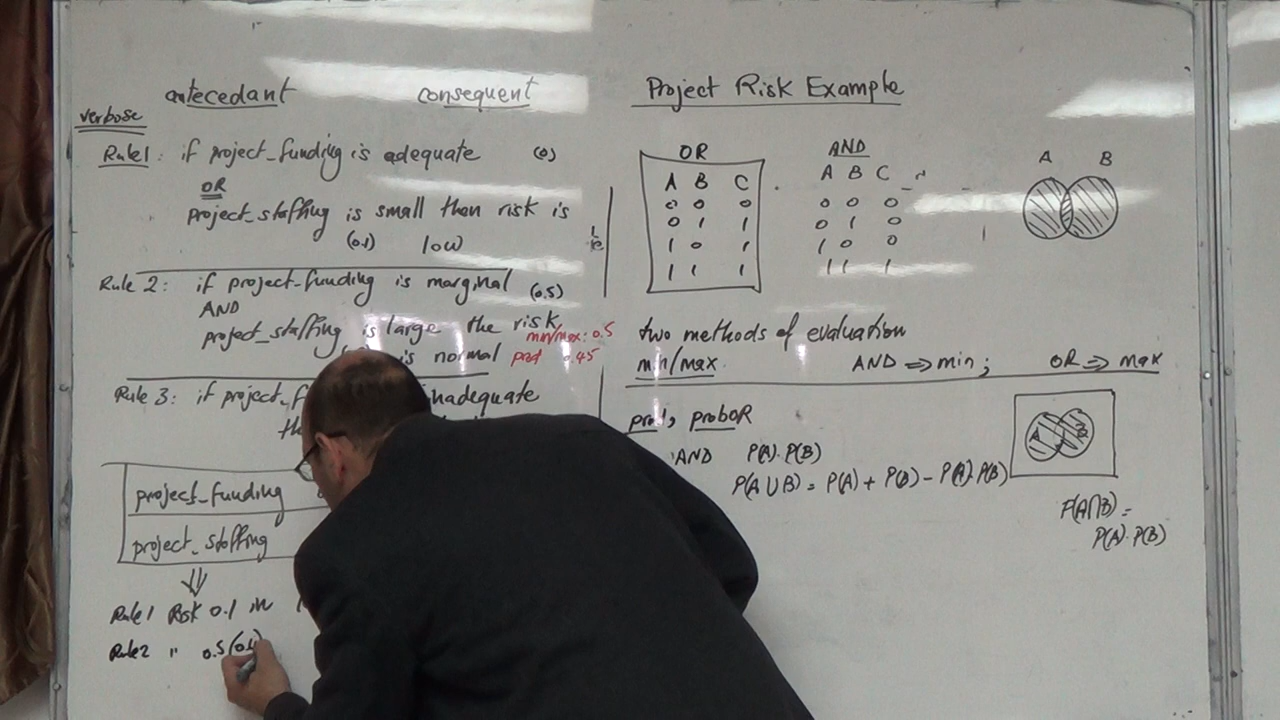 antecedant consequent
verbose
Rule1: if project_funding is adequate (0)
OR
project_staffing is small then risk is
(0.1) low
Rule 2: if project_funding is marginal (0.5)
AND
project_staffing is large the risk
min/max: 0.5
is normal prod 0.45
Rule 3: if project_f inadequate
th
project_funding
project_staffing
Rule1 Risk 0.1 in
Rule2 " 0.5 (0.4
Project Risk Example
OR
A B C
0 0 0
0 1 1
1 0 1
1 1 1
AND
A B C
0 0 0
0 1 0
1 0 0
1 1 1
A B
two methods of evaluation
min/max. AND ⇒ min; OR ⇒ max
prod, probOR
AND P(A).P(B)
P(A∪B) = P(A) + P(B) - P(A).P(B)
A B
P(A∩B) =
P(A).P(B)